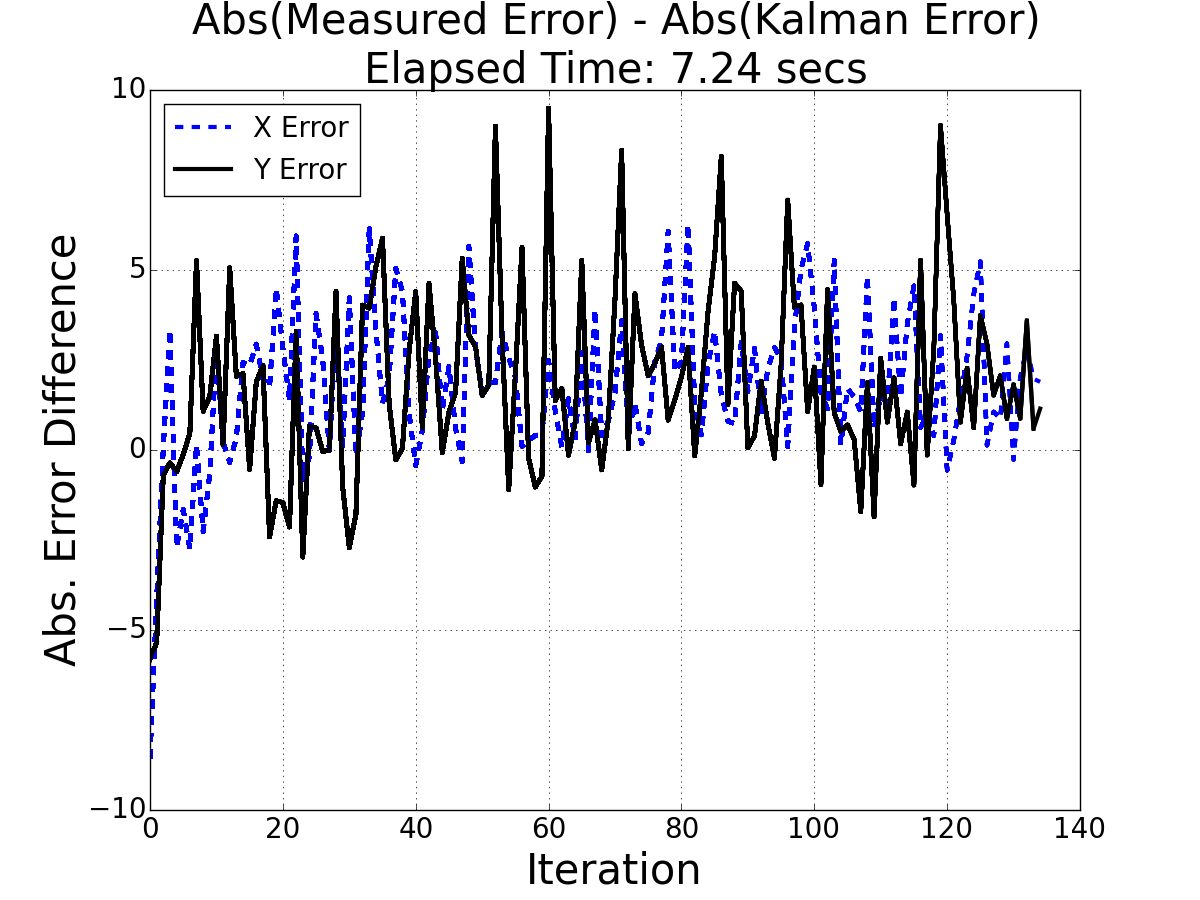 Abs(Measured Error) - Abs(Kalman Error)
Elapsed Time: 7.24 secs
X Error
Y Error
Abs. Error Difference
10
5
0
−5
−10
0 20 40 60 80 100 120 140
Iteration